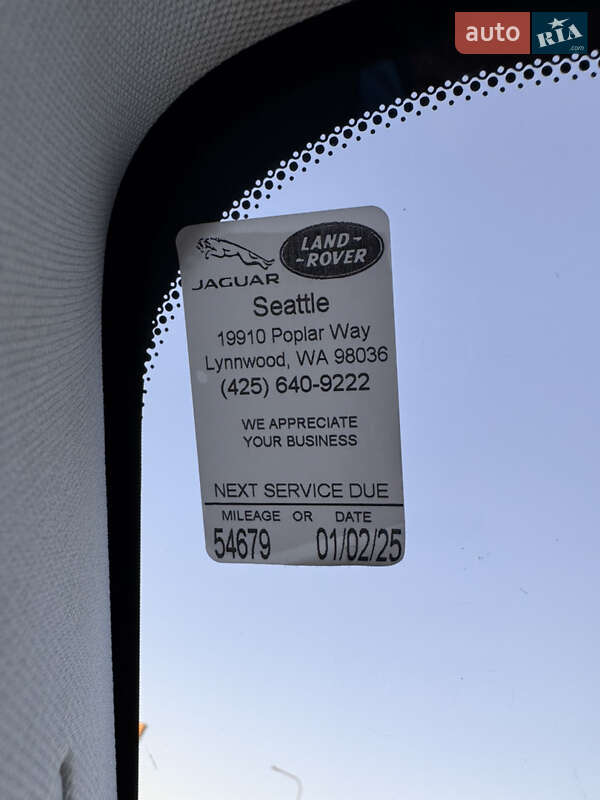 auto RIA.com
JAGUAR
LAND-
-ROVER
Seattle
19910 Poplar Way
Lynnwood, WA 98036
(425) 640-9222
WE APPRECIATE
YOUR BUSINESS
NEXT SERVICE DUE
MILEAGE OR DATE
54679 01/02/25